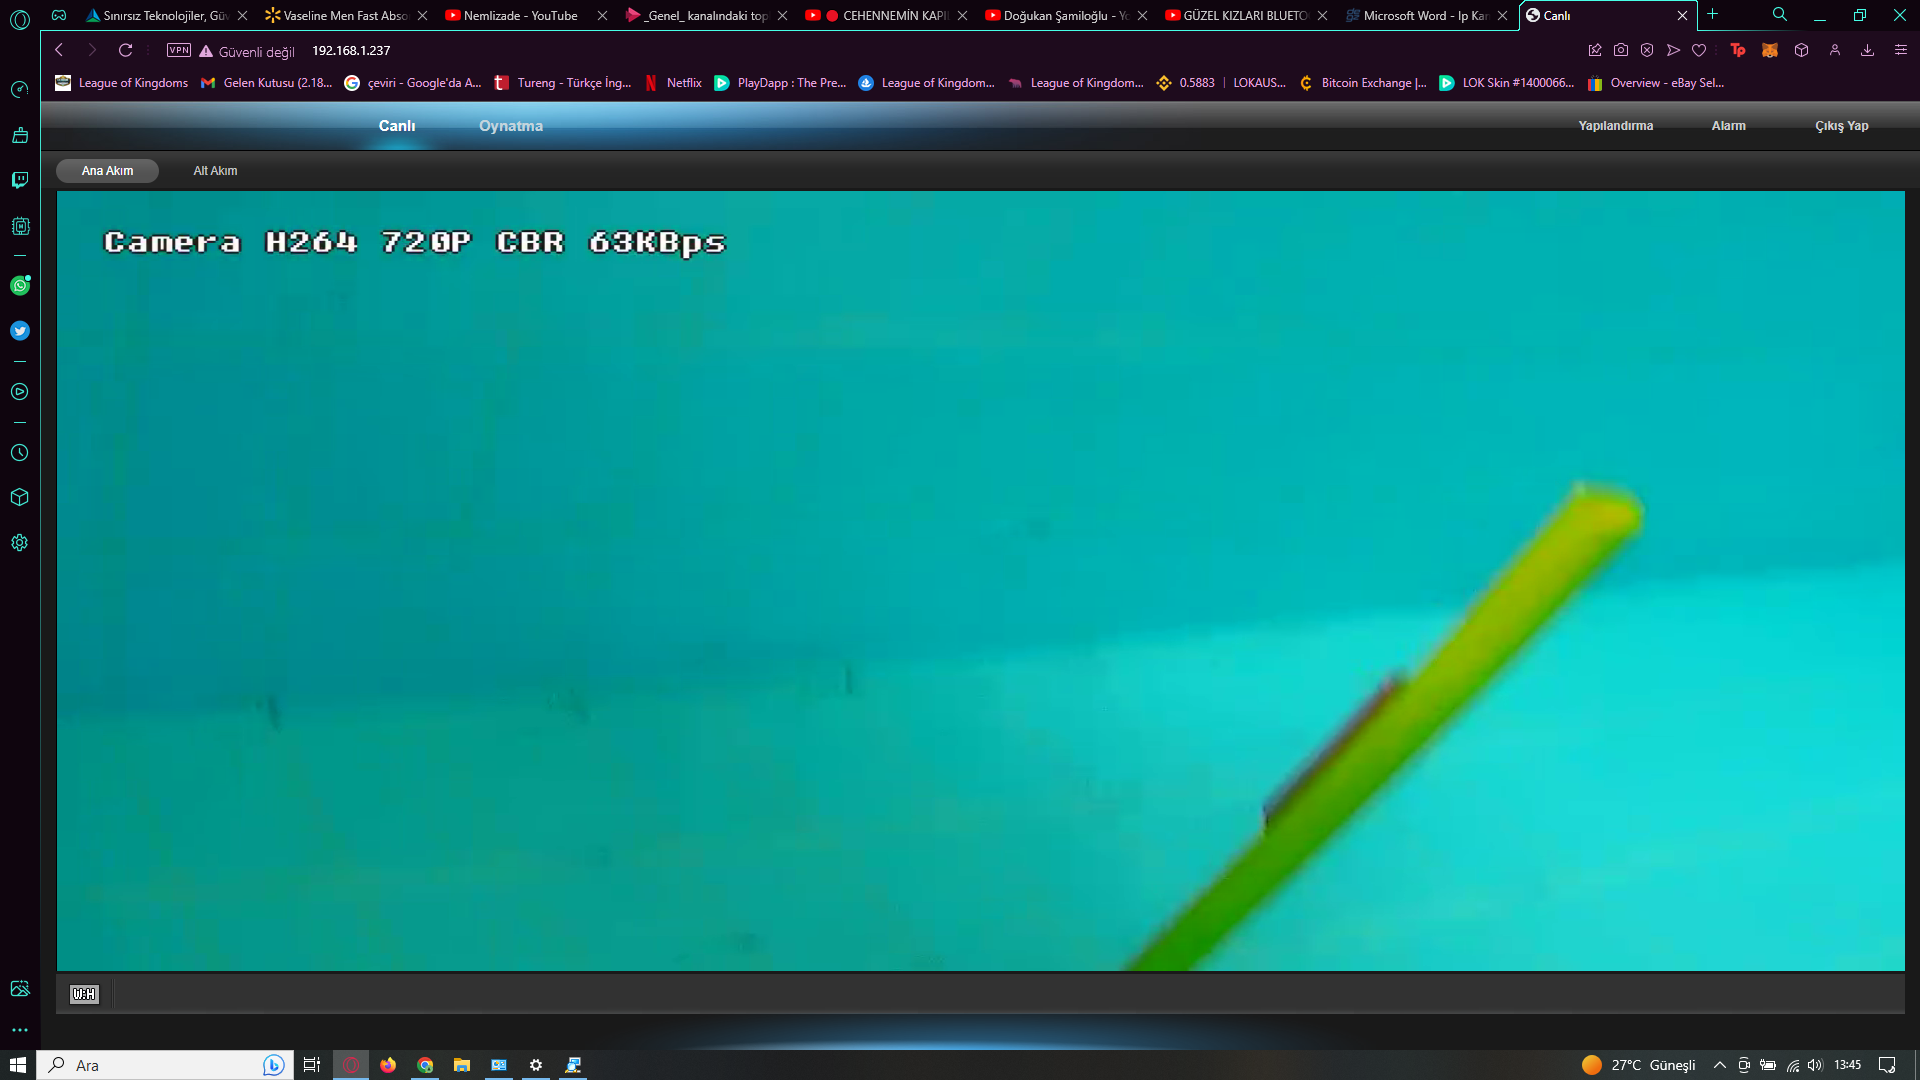 Sınırsız Teknolojiler, Gü
Vaseline Men Fast Abso
Nemlizade - YouTube
_Genel_ kanalındaki top
CEHENNEMİN KAPI
Doğukan Şamiloğlu - Yo
GÜZEL KIZLARI BLUETO
Microsoft Word - Ip Kar
Canlı
VPN
Güvenli değil
192.168.1.237
Tp
League of Kingdoms
Gelen Kutusu (2.18...
çeviri - Google'da A...
Tureng - Türkçe İng...
Netflix
PlayDapp : The Pre...
League of Kingdom...
League of Kingdom...
0.5883 | LOKAUS...
Bitcoin Exchange |...
LOK Skin #1400066...
Overview - eBay Sel...
Canlı
Oynatma
Yapılandırma
Alarm
Çıkış Yap
Ana Akım
Alt Akım
Camera H264 720P CBR 63KBps
W:H
Ara
27°C Güneşli
13:45